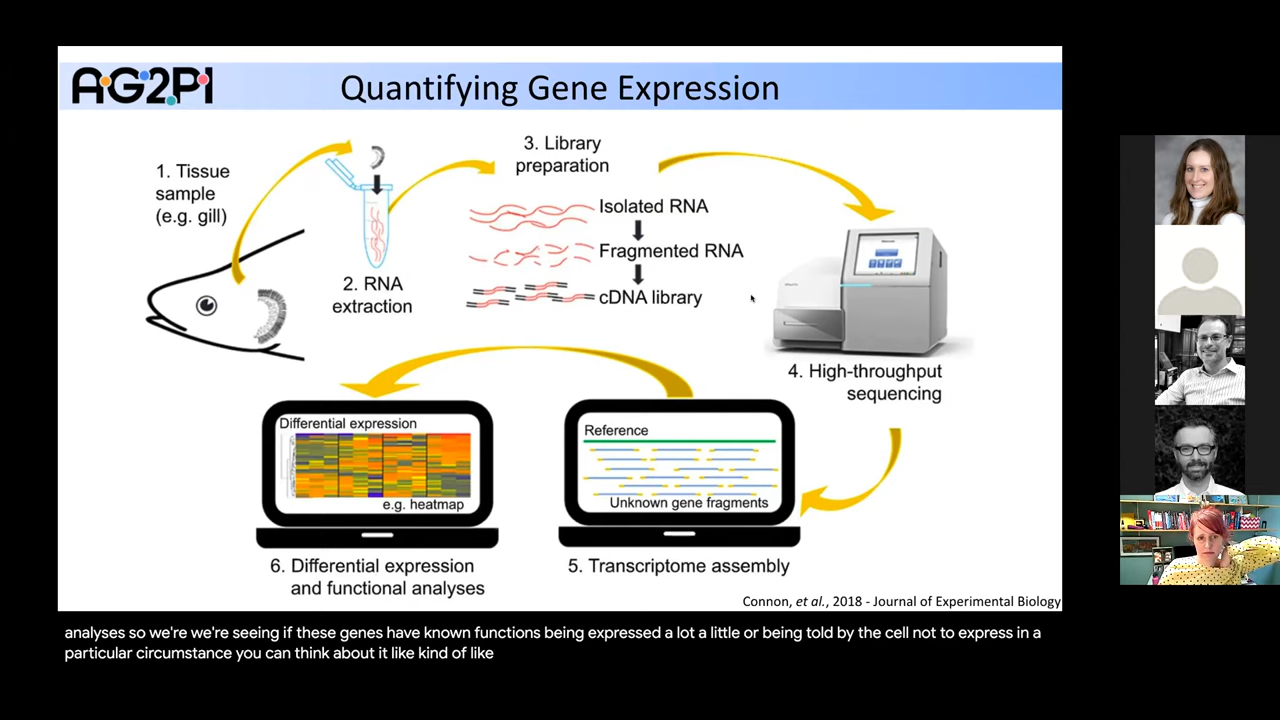 AG2PI
Quantifying Gene Expression
1. Tissue
sample
(e.g. gill)
2. RNA
extraction
3. Library
preparation
Isolated RNA
Fragmented RNA
cDNA library
4. High-throughput
sequencing
Reference
Unknown gene fragments
5. Transcriptome assembly
Differential expression
e.g. heatmap
6. Differential expression
and functional analyses
Connon, et al., 2018 - Journal of Experimental Biology
analyses so we're we're seeing if these genes have known functions being expressed a lot a little or being told by the cell not to express in a
particular circumstance you can think about it like kind of like